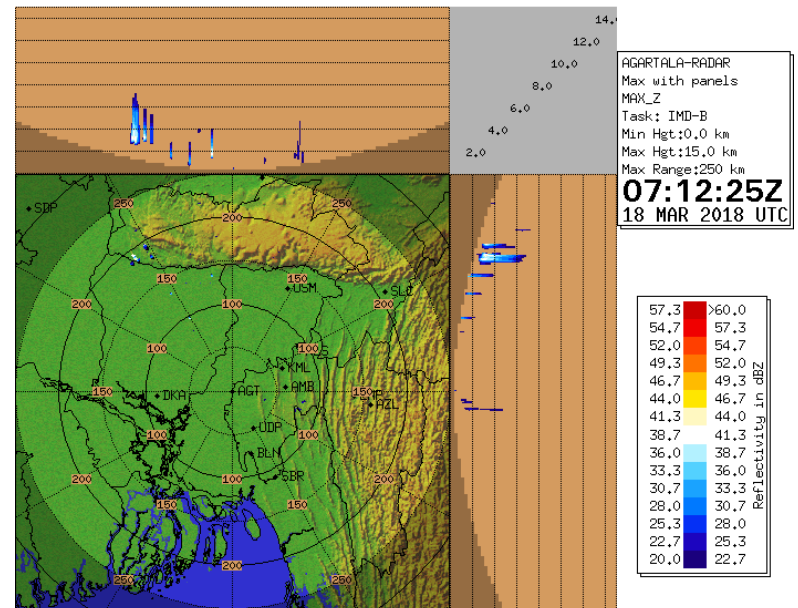 14.
12.0
10.0
8.0
6.0
4.0
2.0
AGARTALA-RADAR
Max with panels
MAX_Z
Task: IMD-B
Min Hgt:0.0 km
Max Hgt:15.0 km
Max Range:250 km
07:12:25Z
18 MAR 2018 UTC
SDP
250
200
250
150
150
USM
SLC
200
100
200
100
100
KML
150
AGT
AMB
150
DKA
AZL
100
UDP
100
BLN
200
100
SBR
200
150
150
200
250
250
57.3 >60.0
54.7 57.3
52.0 54.7
49.3 52.0
46.7 49.3
44.0 46.7
41.3 44.0
38.7 41.3
36.0 38.7
33.3 36.0
30.7 33.3
28.0 30.7
25.3 28.0
22.7 25.3
20.0 22.7
Reflectivity in dBZ